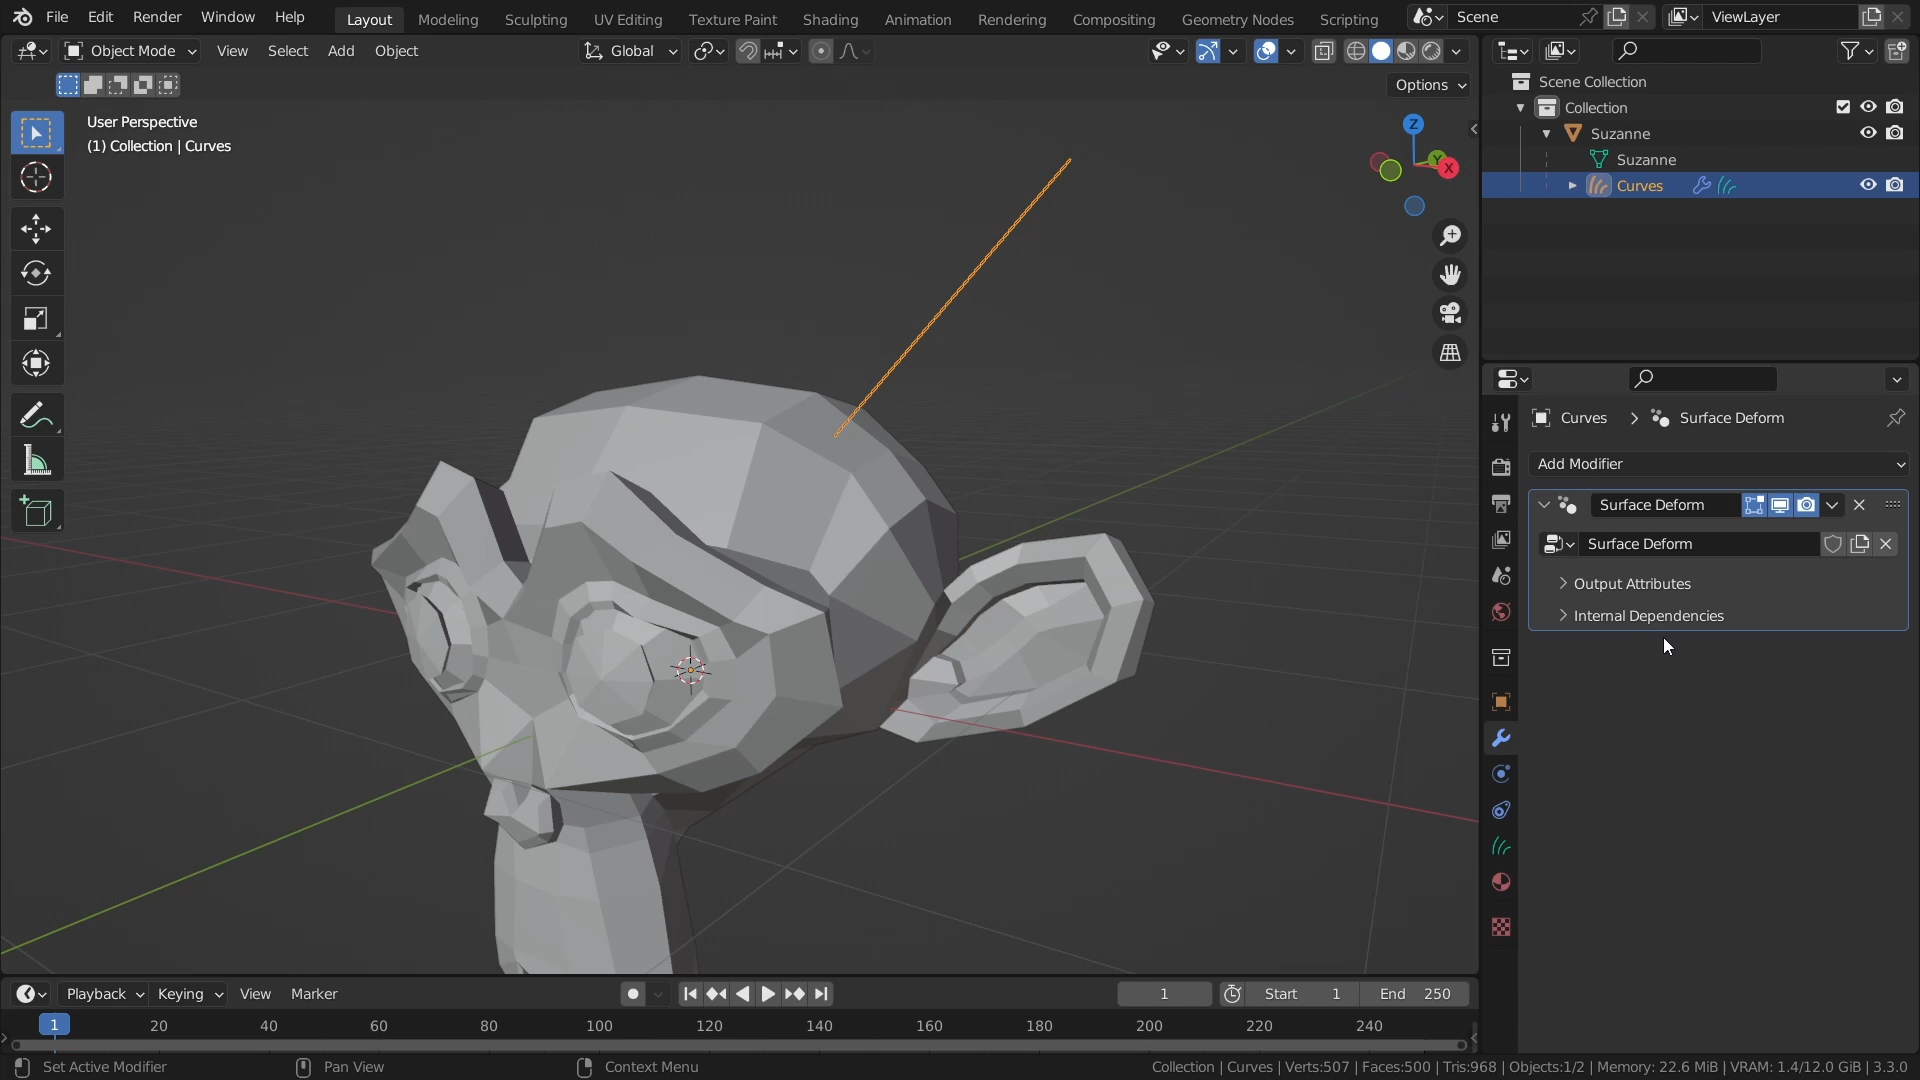 File Edit Render Window Help Layout Modeling Sculpting UV Editing Texture Paint Shading Animation Rendering Compositing Geometry Nodes Scripting Scene ViewLayer
Object Mode View Select Add Object Global
Options
User Perspective
(1) Collection | Curves
Z
Y
X
Scene Collection
Collection
Suzanne
Suzanne
Curves
Curves > Surface Deform
Add Modifier
Surface Deform
Surface Deform
Output Attributes
Internal Dependencies
Playback Keying View Marker 1 Start 1 End 250
1 20 40 60 80 100 120 140 160 180 200 220 240
Set Active Modifier Pan View Context Menu Collection | Curves | Verts:507 | Faces:500 | Tris:968 | Objects:1/2 | Memory: 22.6 MiB | VRAM: 1.4/12.0 GiB | 3.3.0